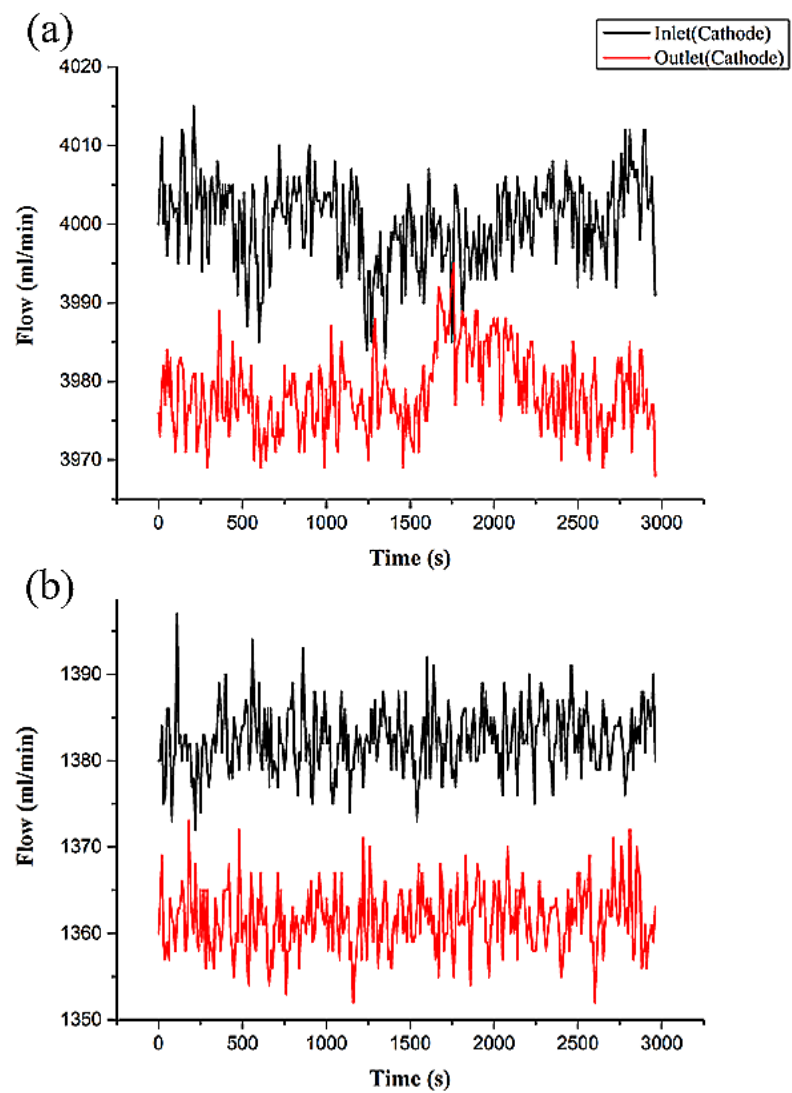 (a)
Inlet(Cathode)
Outlet(Cathode)
4020
4010
4000
3990
3980
3970
Flow (ml/min)
0 500 1000 1500 2000 2500 3000
Time (s)
(b)
1390
1380
1370
1360
1350
Flow (ml/min)
0 500 1000 1500 2000 2500 3000
Time (s)